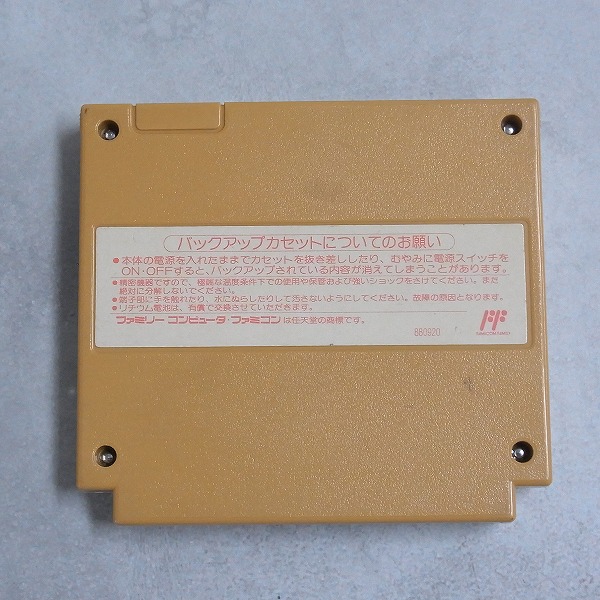 バックアップカセットについてのお願い
●本体の電源を入れたままでカセットを抜き差ししたり、むやみに電源スイッチを
ON・OFFすると、バックアップされている内容が消えてしまうことがあります。
●精密機器ですので、極端な温度条件下での使用や保管および強いショックをさけてください。また
絶対に分解しないでください。
●端子部に手を触れたり、水にぬらしたりして汚さないようにしてください。故障の原因となります。
●リチウム電池は、有償で交換させていただきます。
ファミリーコンピュータ・ファミコンは任天堂の商標です。
880920
FF